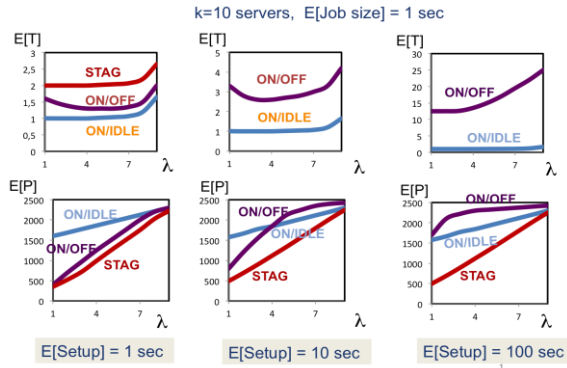 k=10 servers, E[Job size] = 1 sec
E[T]
3
2,5
2
1,5
1
0,5
0
STAG
ON/OFF
ON/IDLE
1 4 7 λ
E[T]
5
4
3
2
1
0
ON/OFF
ON/IDLE
1 4 7 λ
E[T]
30
20
10
0
ON/OFF
ON/IDLE
1 4 7 λ
E[P]
2500
2000
1500
1000
500
0
ON/IDLE
ON/OFF
STAG
1 4 7 λ
E[P]
2500
2000
1500
1000
500
0
ON/OFF
ON/IDLE
STAG
1 4 7 λ
E[P]
2500
2000
1500
1000
500
0
ON/OFF
ON/IDLE
STAG
1 4 7 λ
E[Setup] = 1 sec
E[Setup] = 10 sec
E[Setup] = 100 sec
1